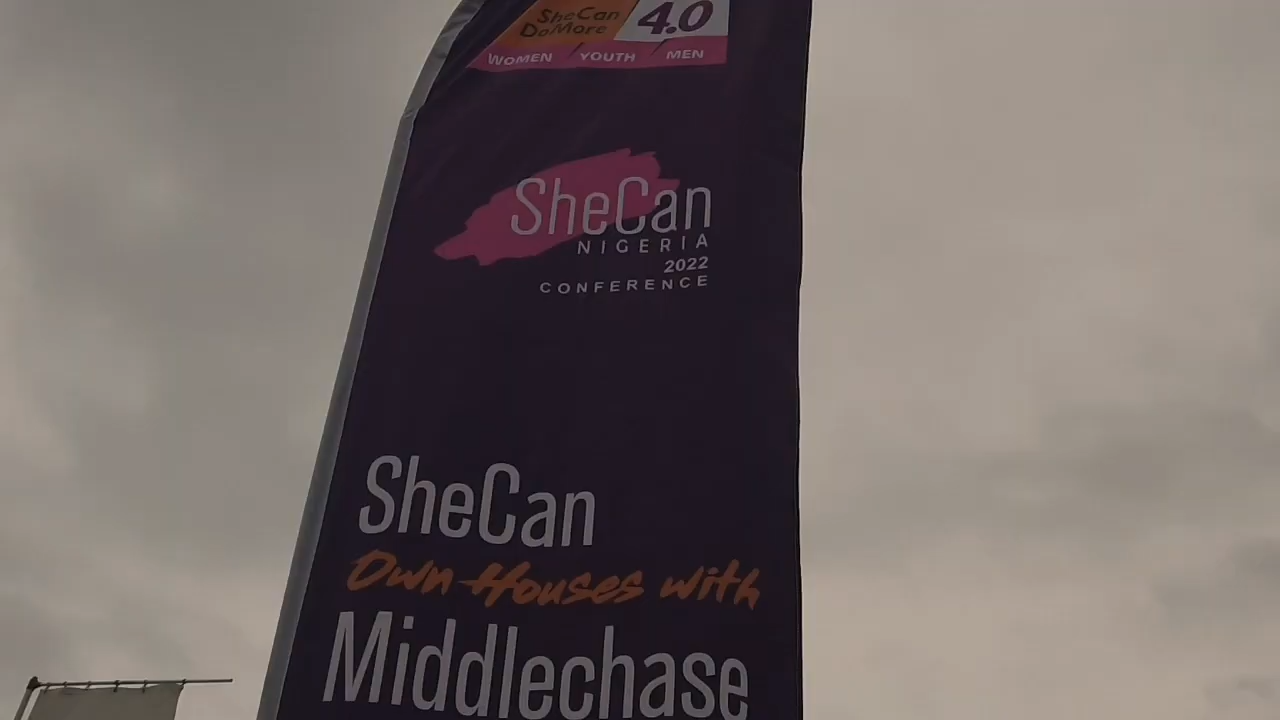 SheCan
DoMore
4.0
WOMEN YOUTH MEN
SheCan
NIGERIA
2022
CONFERENCE
SheCan
Own Houses with
Middlechase